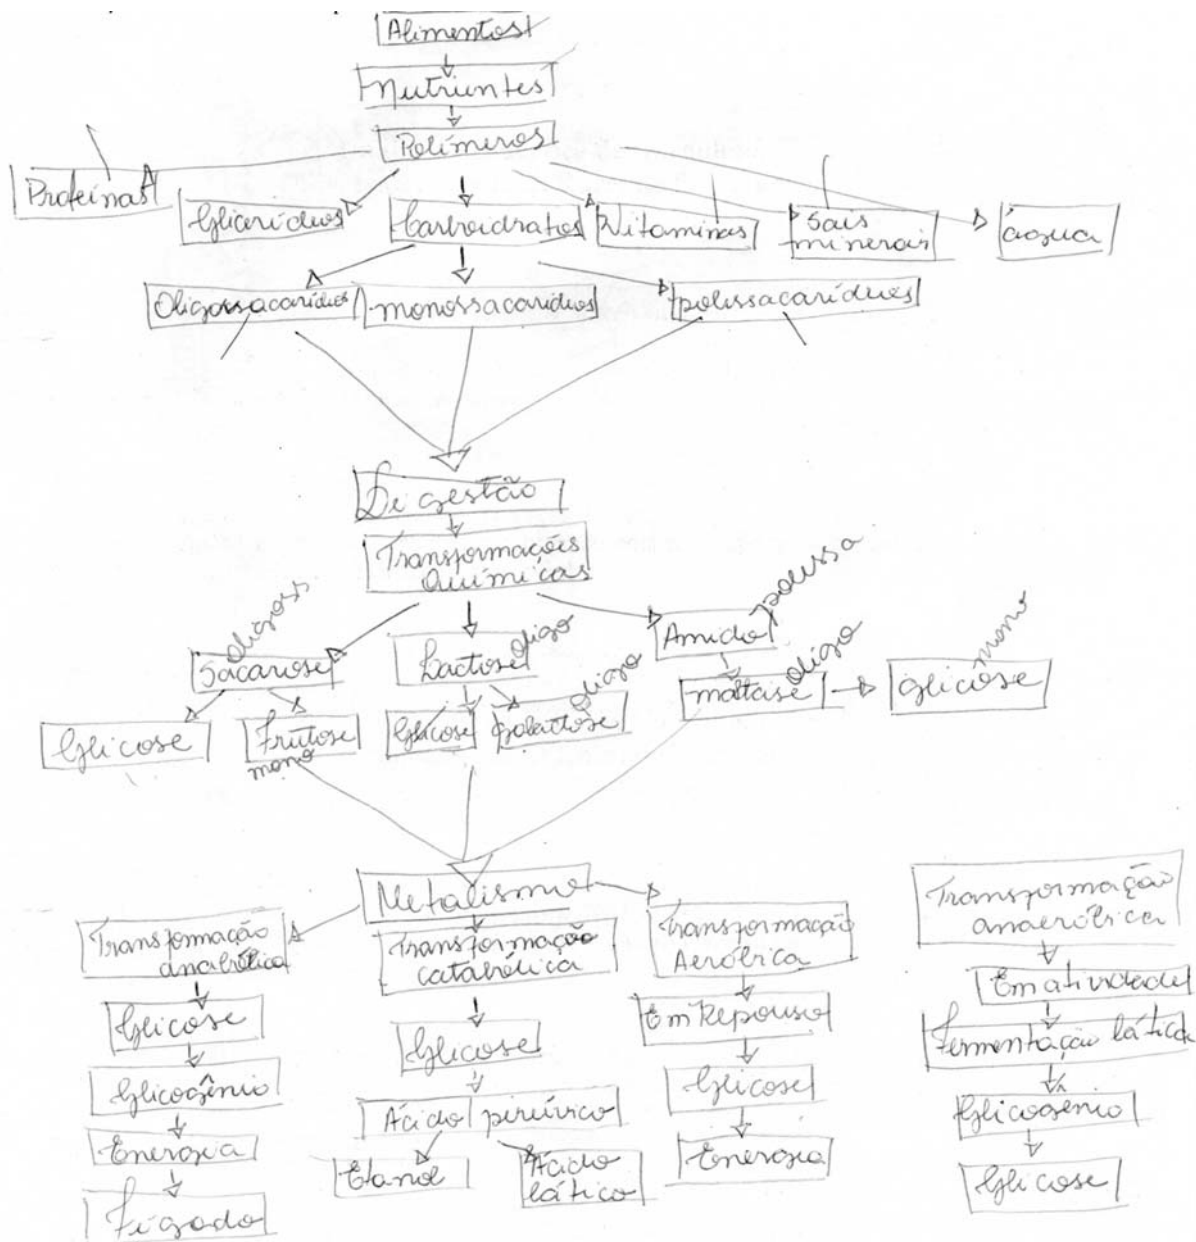 Alimentos
Nutrientes
Polímeros
Proteínas
Glicerídeos
Carboidratos
Vitaminas
Sais
minerais
água
Oligossacarídeos
monossacarídeos
polissacarídeos
Digestão
Transformações
Químicas
Sacarose
oligoss
Lactose
oligo
Amido
polissa
Glicose
Frutose
mono
Glicose
galactose
oligo
maltase
oligo
glicose
mono
Metalismo
Transformação
anabólica
Transformação
catabólica
Transformação
Aeróbica
Transformação
anaeróbica
Glicose
Glicogênio
Energia
Fígado
Glicose
Ácido pirúvico
Etanol
Ácido
lático
Em Repouso
Glicose
Energia
Em atividade
Fermentação lática
Glicogênio
Glicose